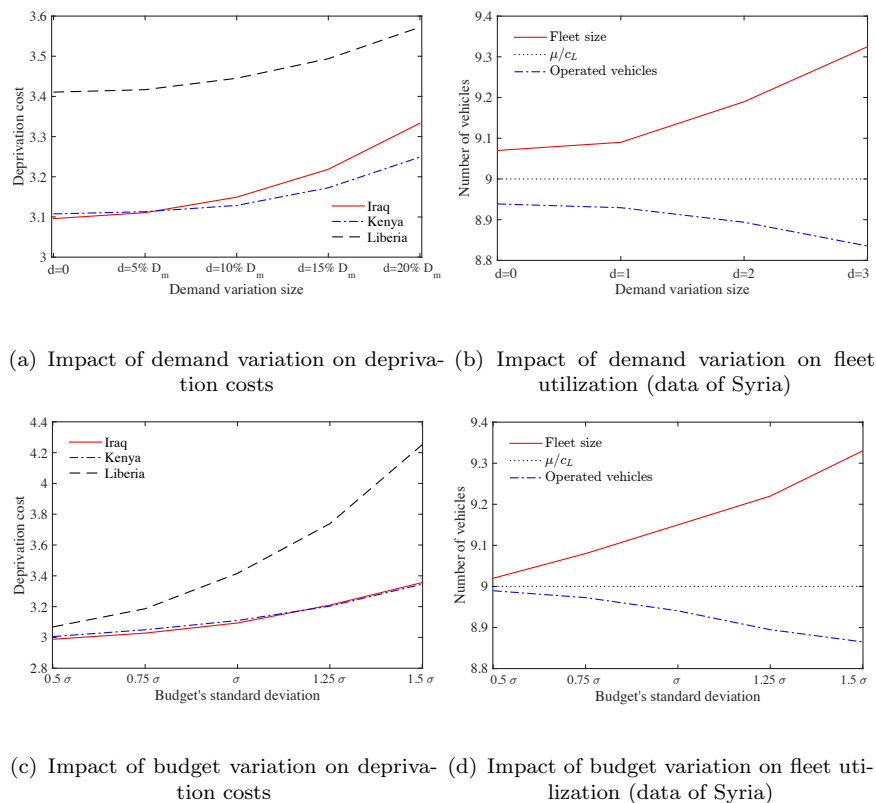 3.6
3.5
3.4
3.3
3.2
3.1
3
Deprivation cost
Iraq
Kenya
Liberia
d=0
d=5% D_m
d=10% D_m
d=15% D_m
d=20% D_m
Demand variation size
9.4
9.3
9.2
9.1
9
8.9
8.8
Number of vehicles
Fleet size
μ/c_L
Operated vehicles
d=0
d=1
d=2
d=3
Demand variation size
(a) Impact of demand variation on depriva-
tion costs
(b) Impact of demand variation on fleet
utilization (data of Syria)
4.4
4.2
4
3.8
3.6
3.4
3.2
3
2.8
Deprivation cost
Iraq
Kenya
Liberia
0.5 σ
0.75 σ
σ
1.25 σ
1.5 σ
Budget's standard deviation
9.4
9.3
9.2
9.1
9
8.9
8.8
Number of vehicles
Fleet size
μ/c_L
Operated vehicles
0.5 σ
0.75 σ
σ
1.25 σ
1.5 σ
Budget's standard deviation
(c) Impact of budget variation on depriva-
tion costs
(d) Impact of budget variation on fleet uti-
lization (data of Syria)